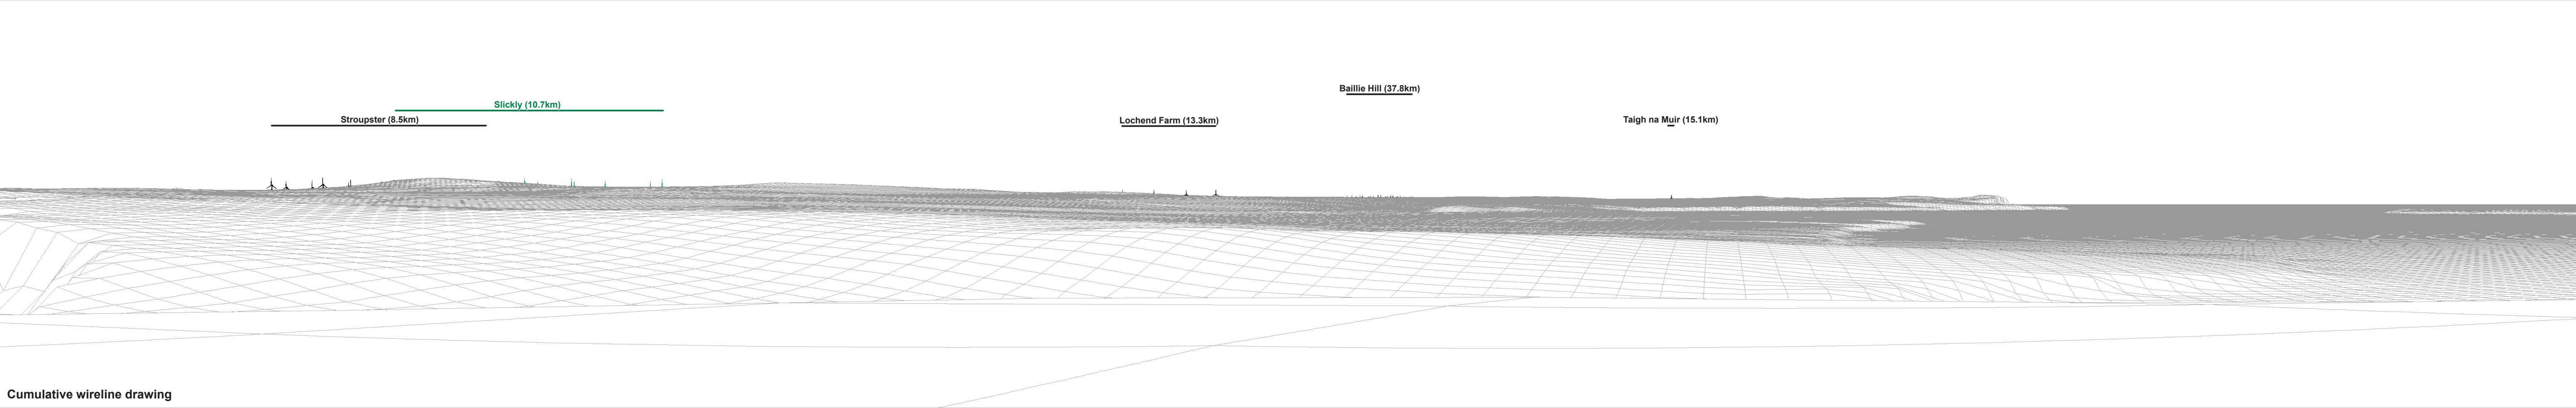 Baillie Hill (37.8km)
Slickly (10.7km)
Stroupster (8.5km)
Lochend Farm (13.3km)
Taigh na Muir (15.1km)
Cumulative wireline drawing